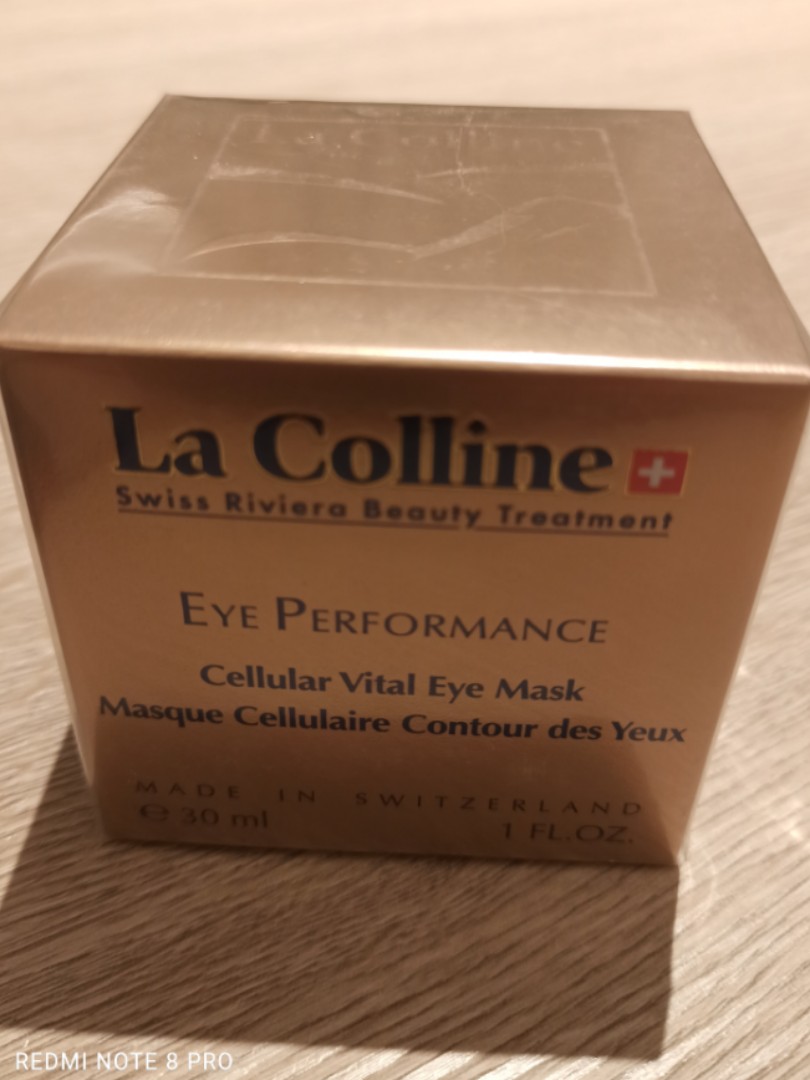 La Colline
Swiss Riviera Beauty Treatment
EYE PERFORMANCE
Cellular Vital Eye Mask
Masque Cellulaire Contour des Yeux
MADE IN SWITZERLAND
℮ 30 ml 1 FL.OZ.
REDMI NOTE 8 PRO